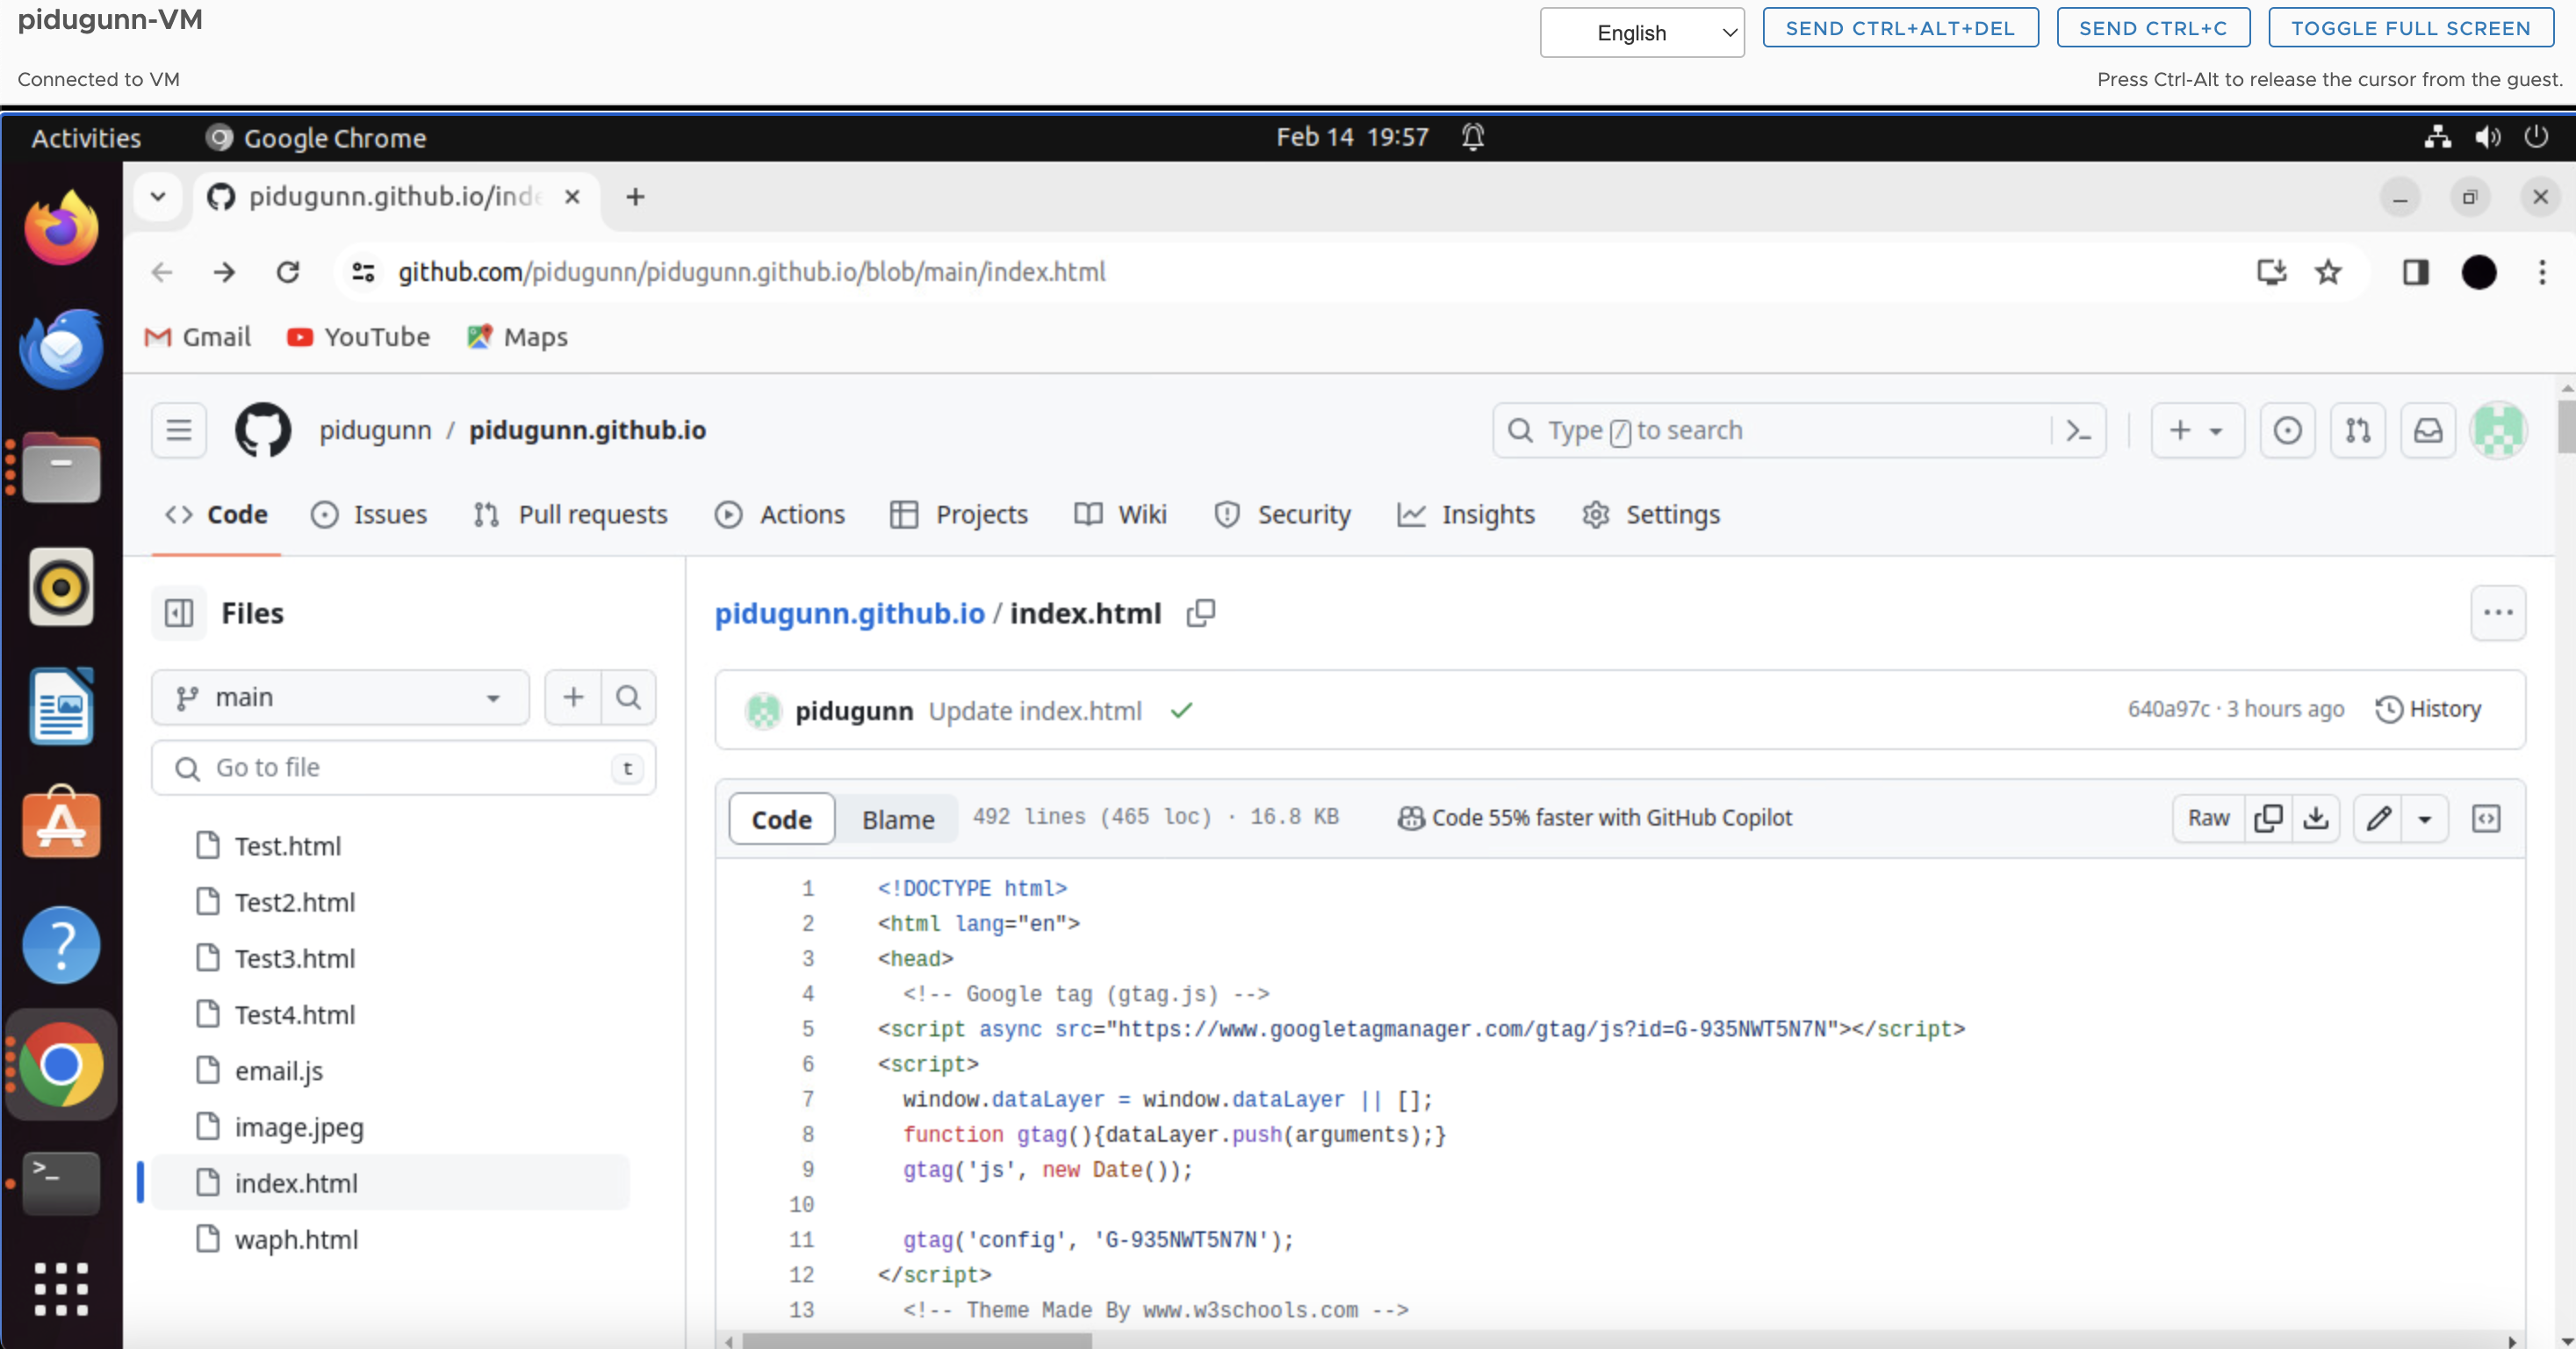 pidugunn-VM
English
SEND CTRL+ALT+DEL
SEND CTRL+C
TOGGLE FULL SCREEN
Connected to VM
Press Ctrl-Alt to release the cursor from the guest.
Activities
Google Chrome
Feb 14 19:57
pidugunn.github.io/inde
github.com/pidugunn/pidugunn.github.io/blob/main/index.html
Gmail
YouTube
Maps
pidugunn / pidugunn.github.io
Type / to search
Code
Issues
Pull requests
Actions
Projects
Wiki
Security
Insights
Settings
Files
main
Go to file
t
Test.html
Test2.html
Test3.html
Test4.html
email.js
image.jpeg
index.html
waph.html
pidugunn.github.io / index.html
pidugunn Update index.html
640a97c · 3 hours ago
History
Code
Blame
492 lines (465 loc) · 16.8 KB
Code 55% faster with GitHub Copilot
Raw
1 <!DOCTYPE html>
2 <html lang="en">
3 <head>
4 <!-- Google tag (gtag.js) -->
5 <script async src="https://www.googletagmanager.com/gtag/js?id=G-935NWT5N7N"></script>
6 <script>
7 window.dataLayer = window.dataLayer || [];
8 function gtag(){dataLayer.push(arguments);}
9 gtag('js', new Date());
10
11 gtag('config', 'G-935NWT5N7N');
12 </script>
13 <!-- Theme Made By www.w3schools.com -->